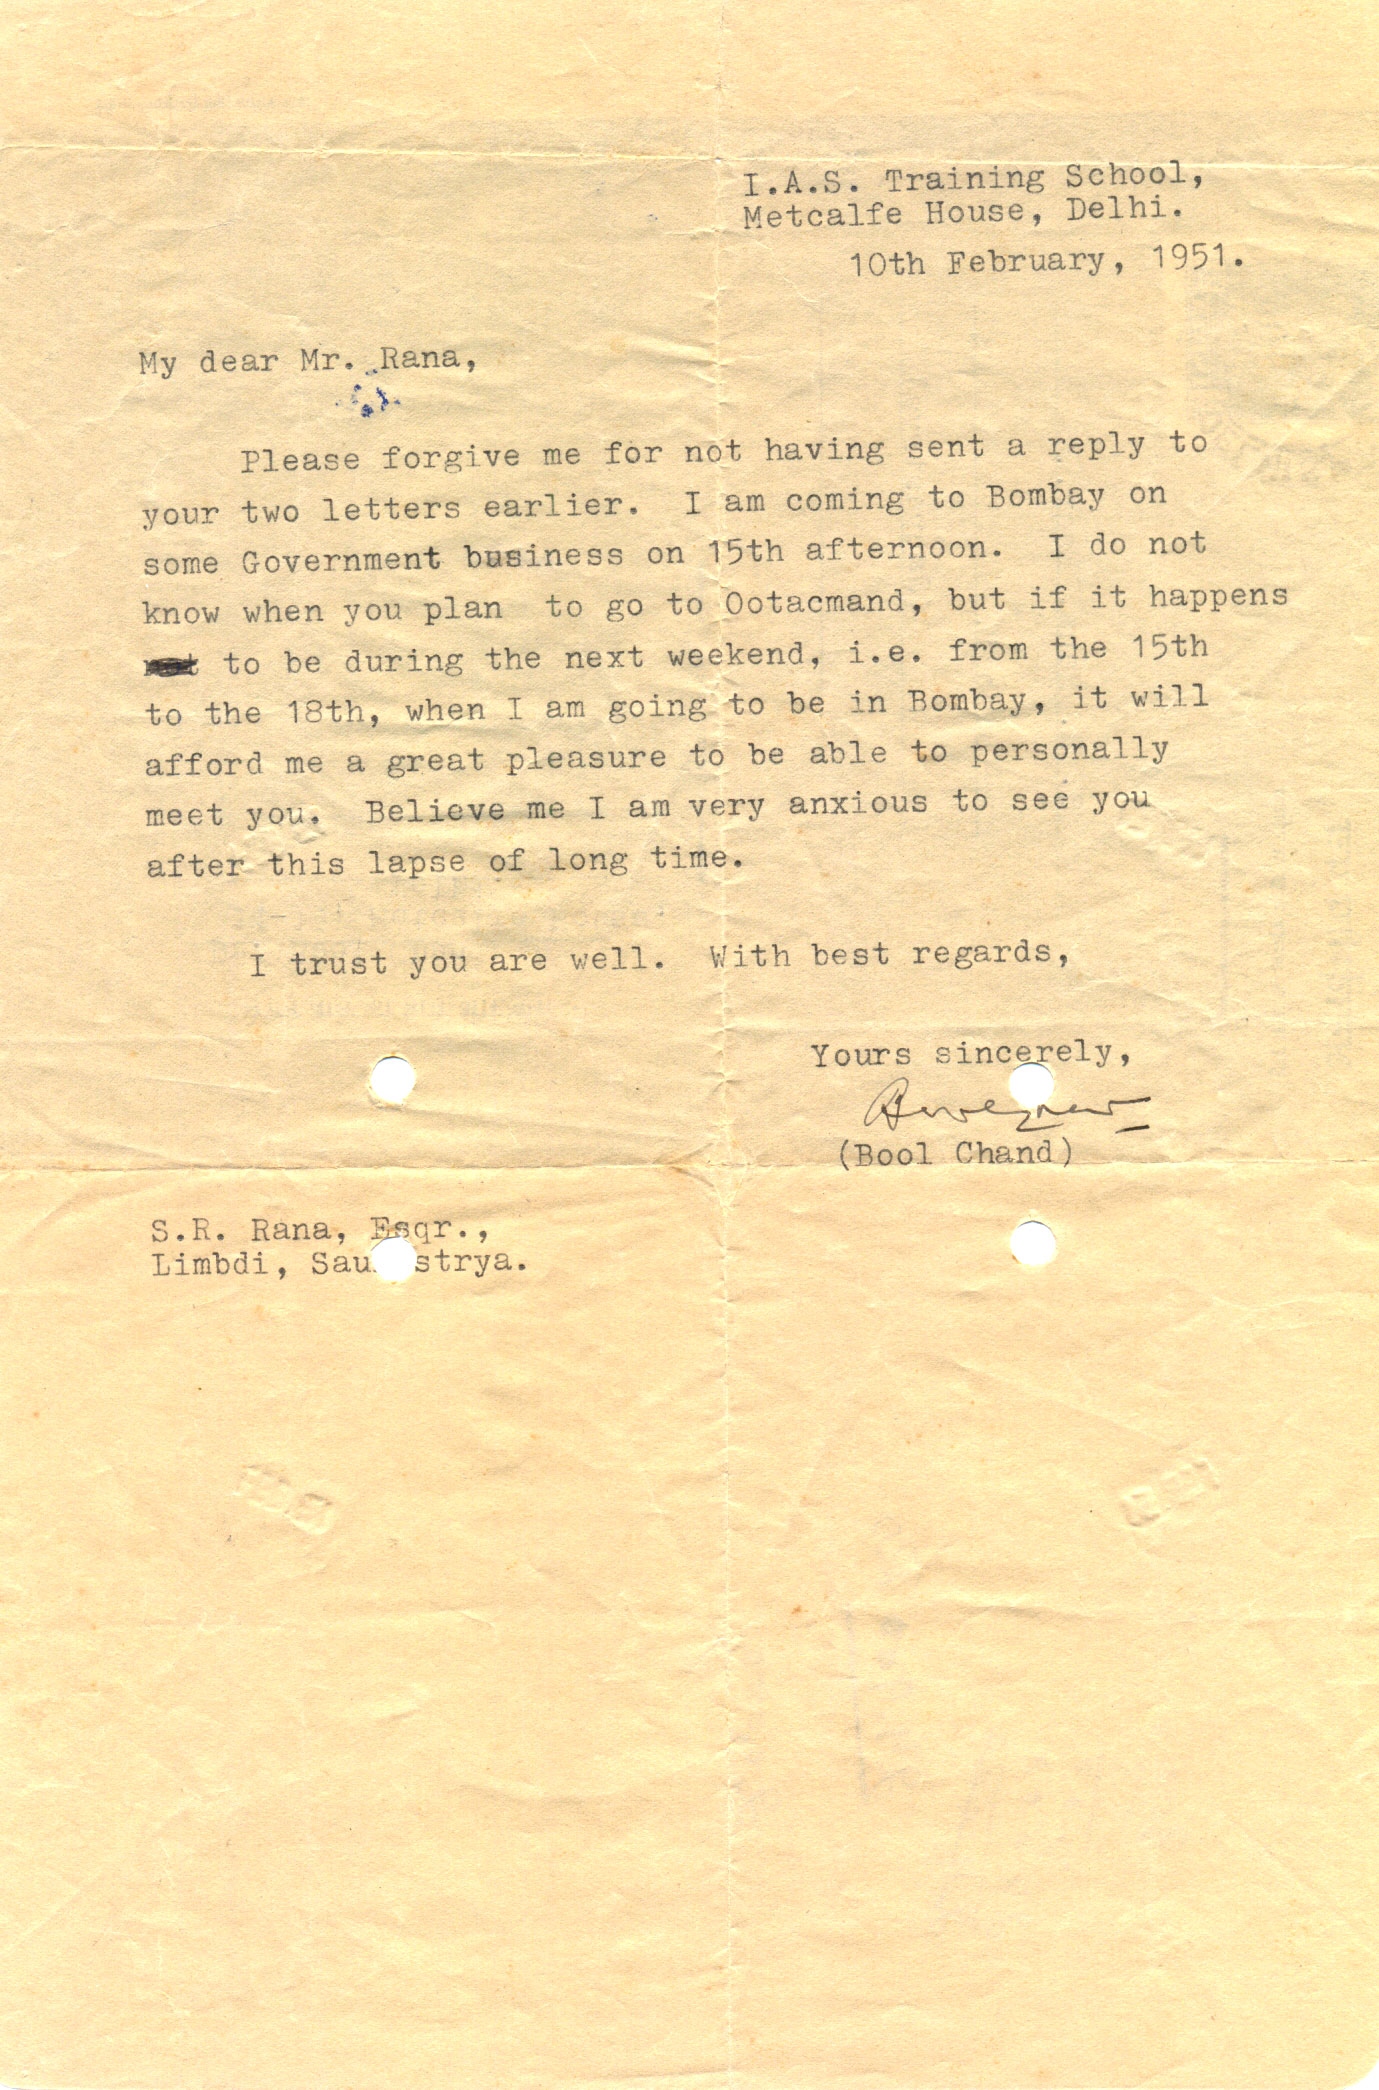 I.A.S. Training School,
Metcalfe House, Delhi.
10th February, 1951.
My dear Mr. Rana,
Please forgive me for not having sent a reply to
your two letters earlier. I am coming to Bombay on
some Government business on 15th afternoon. I do not
know when you plan to go to Ootacmand, but if it happens
to be during the next weekend, i.e. from the 15th
to the 18th, when I am going to be in Bombay, it will
afford me a great pleasure to be able to personally
meet you. Believe me I am very anxious to see you
after this lapse of long time.
I trust you are well. With best regards,
Yours sincerely,
(Bool Chand)
S.R. Rana, Esqr.,
Limbdi,